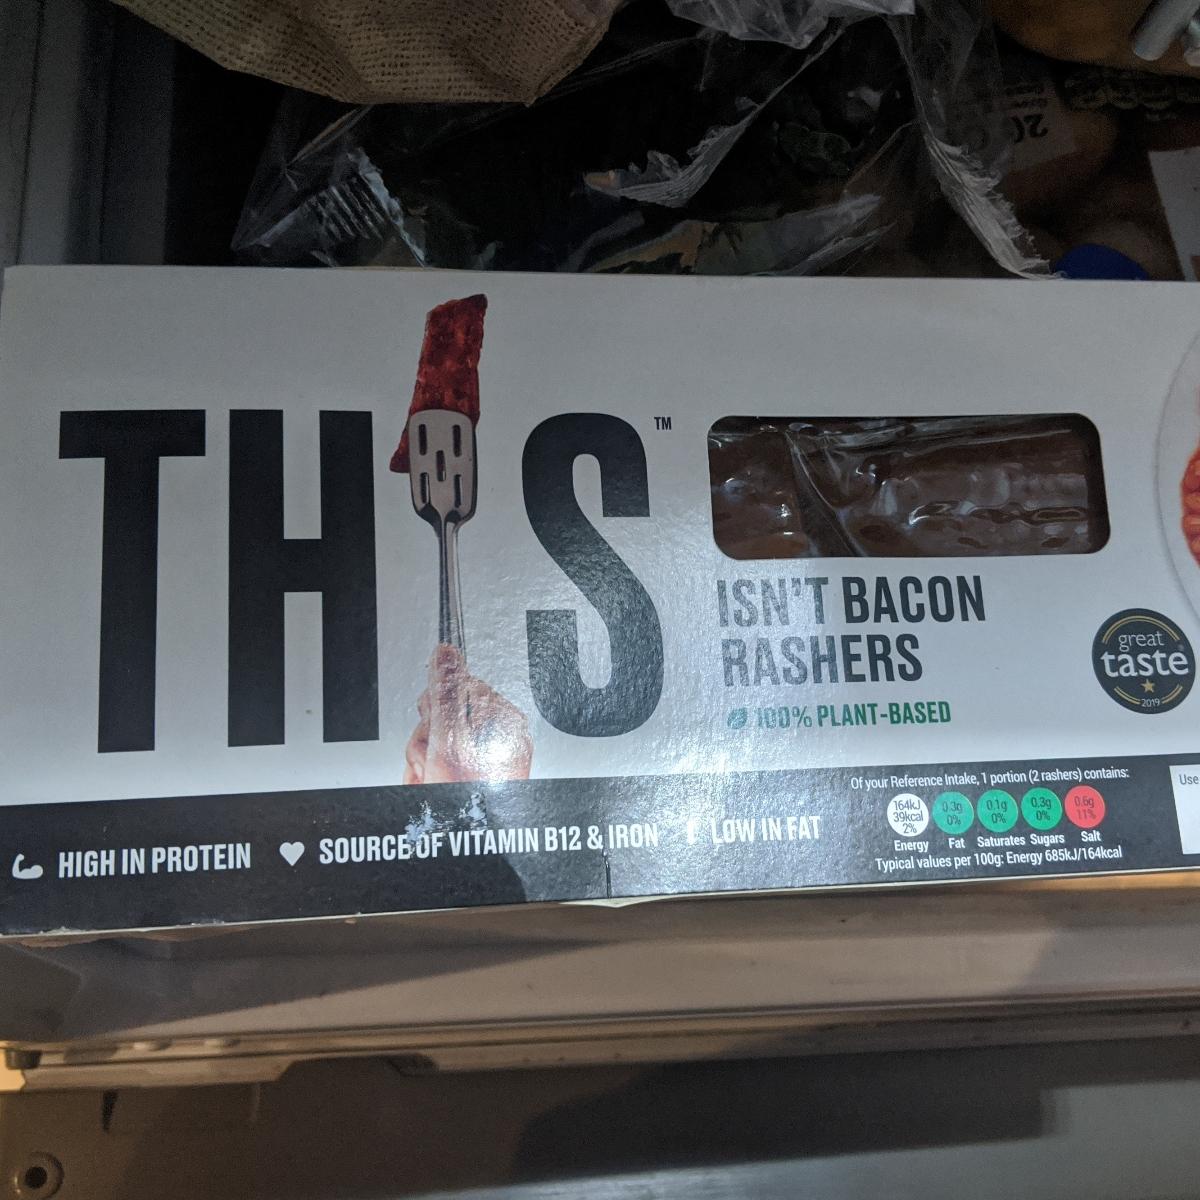 THIS™
ISN'T BACON
RASHERS
100% PLANT-BASED
great
taste®
2019
HIGH IN PROTEIN
SOURCE OF VITAMIN B12 & IRON
LOW IN FAT
Of your Reference Intake, 1 portion (2 rashers) contains:
164kJ
39kcal
2%
Energy
0.3g
0%
Fat
0.1g
0%
Saturates
0.3g
0%
Sugars
0.6g
11%
Salt
Typical values per 100g: Energy 685kJ/164kcal
Use